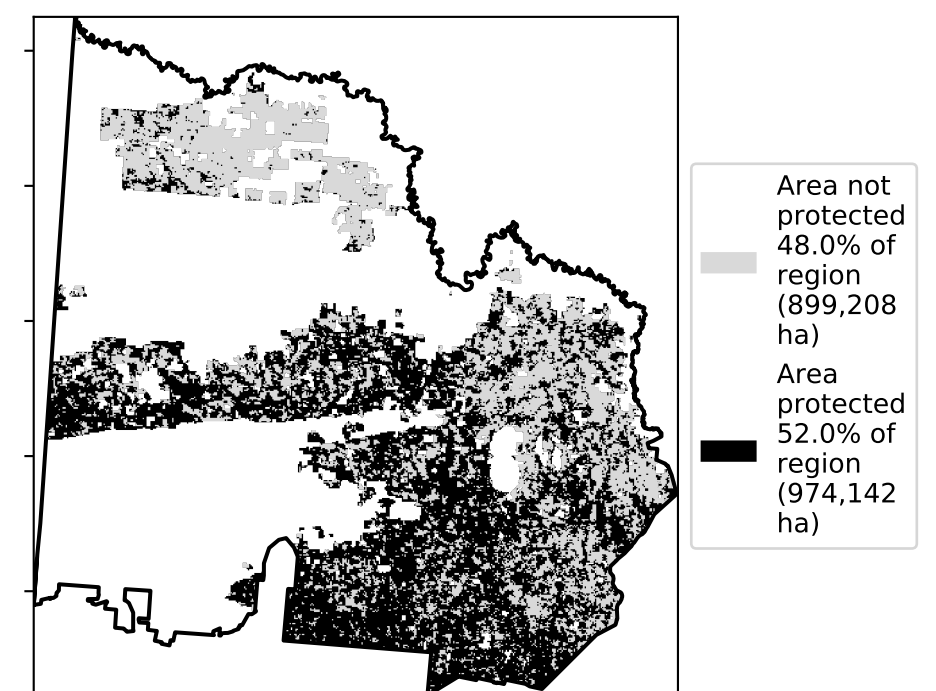 Area not
protected
48.0% of
region
(899,208
ha)
Area
protected
52.0% of
region
(974,142
ha)